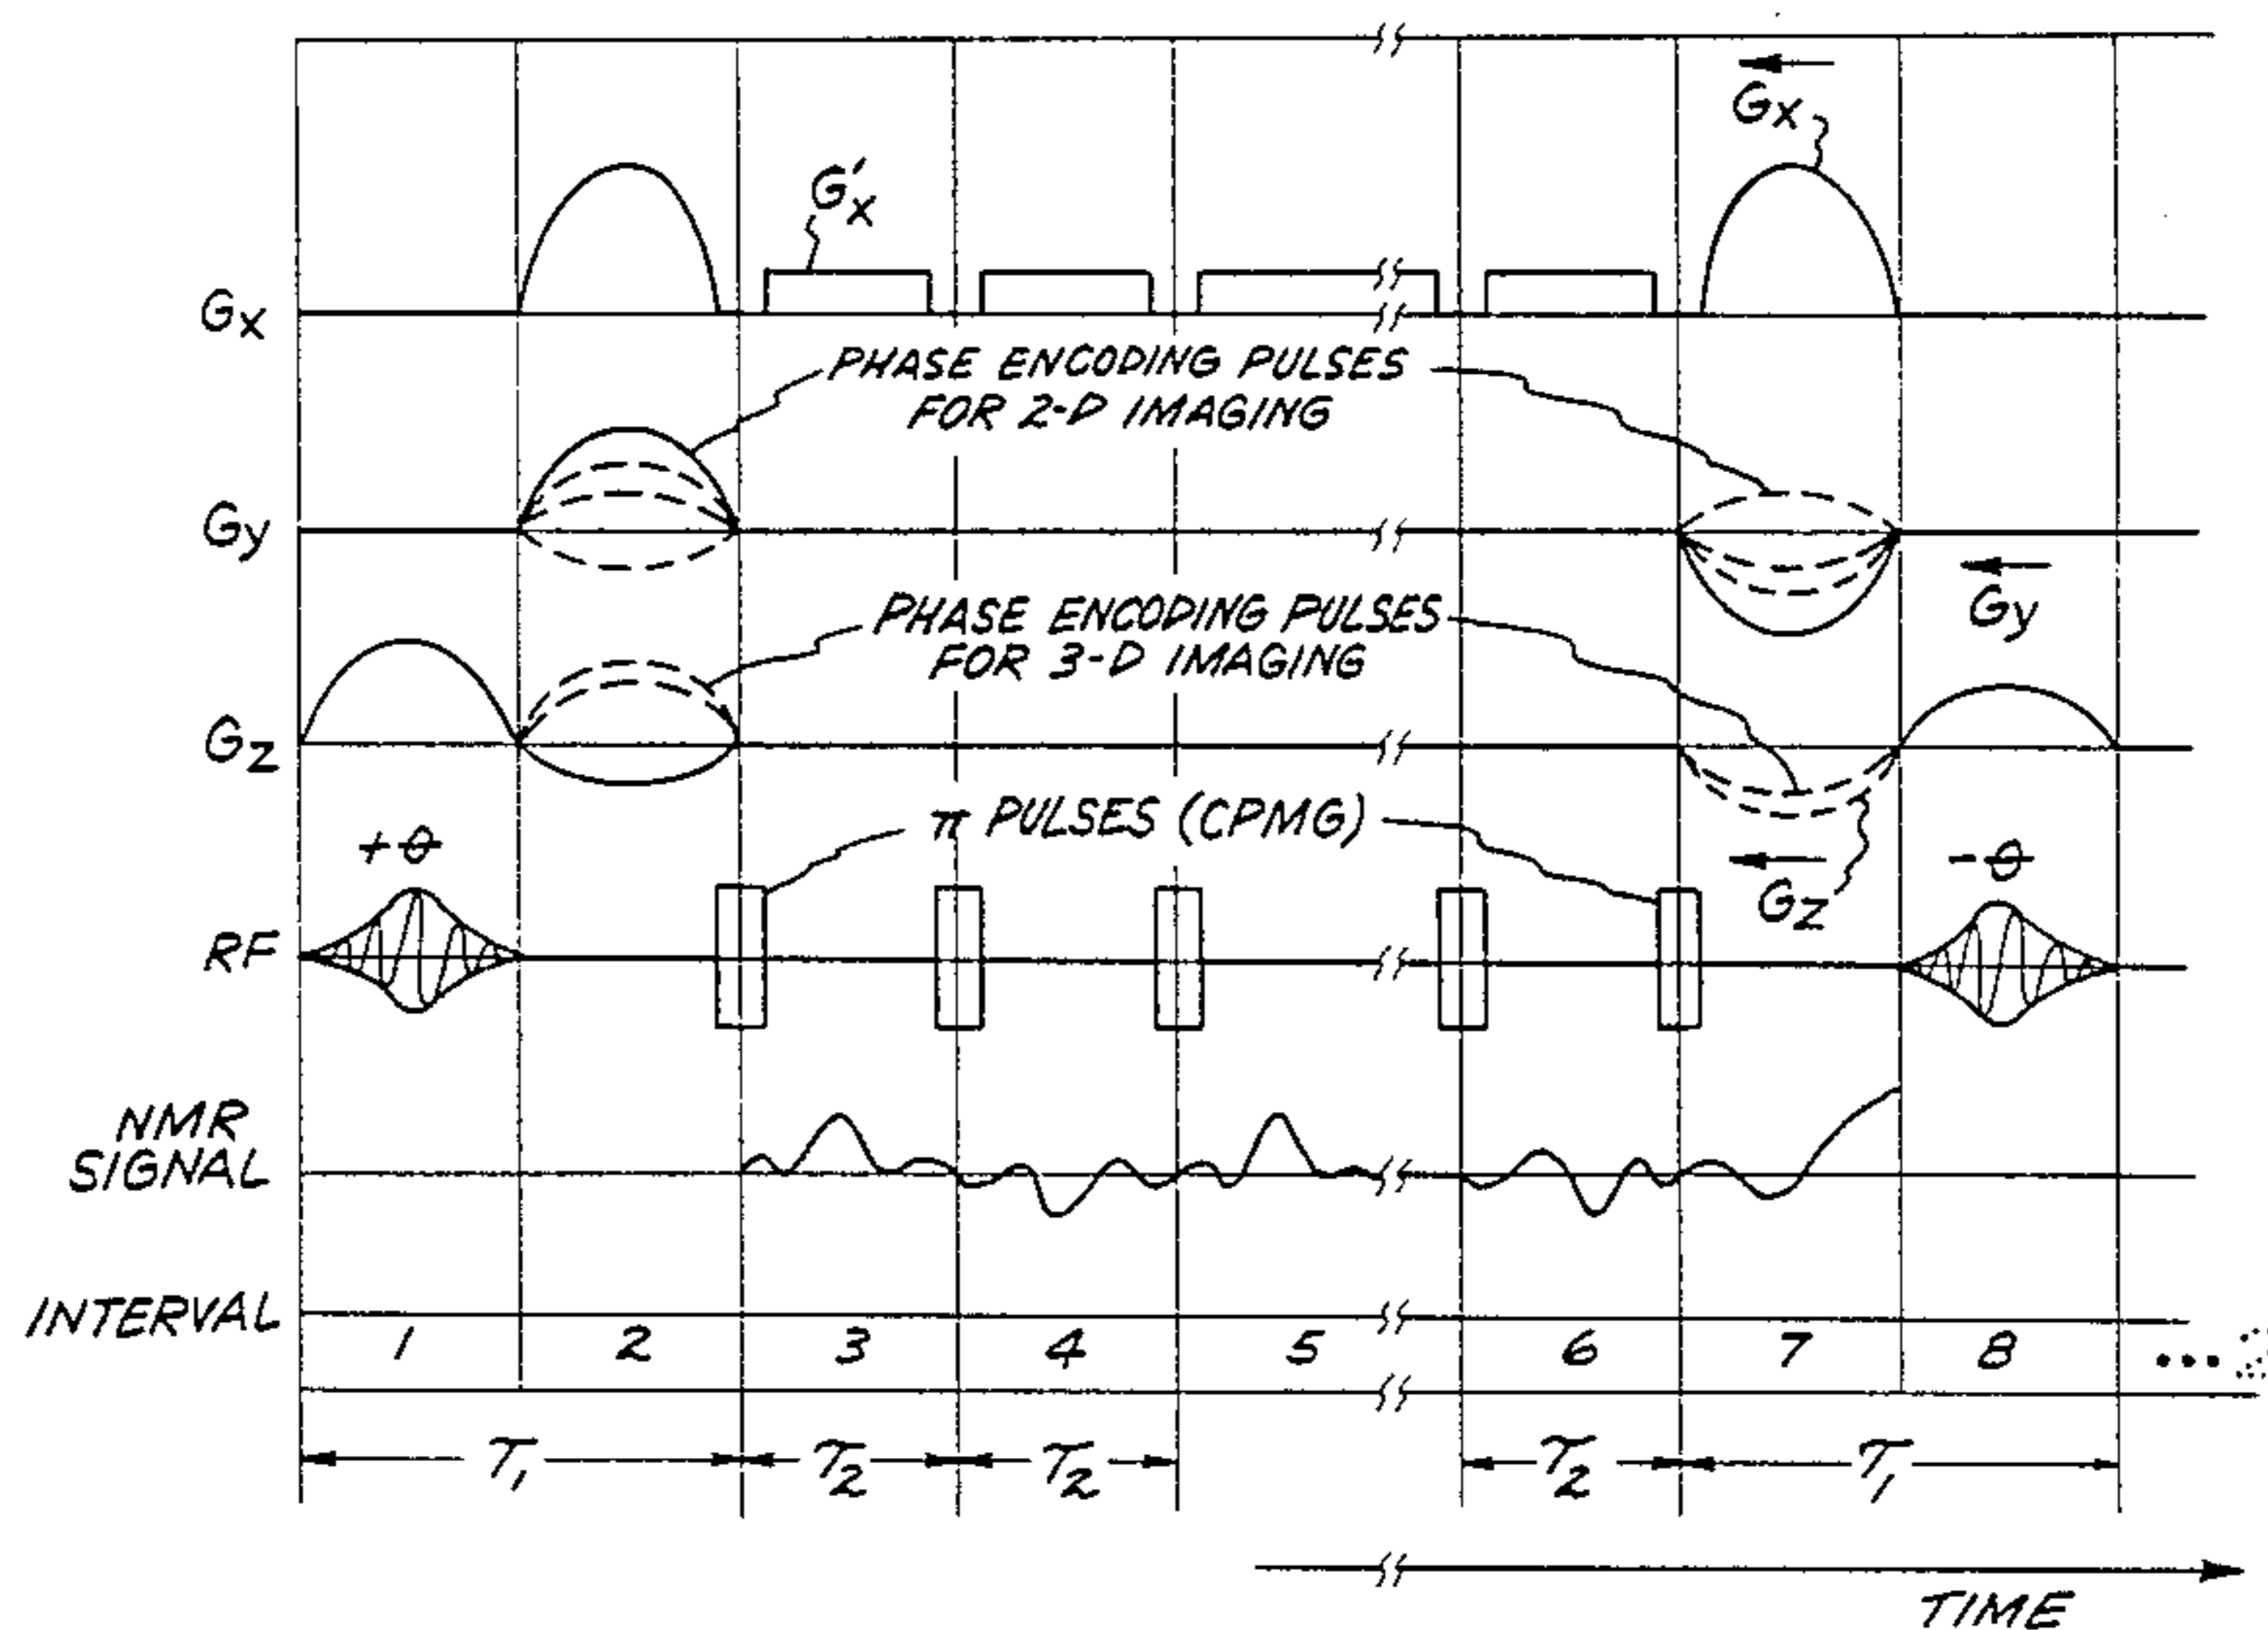 Gx
G'x
Gx
PHASE ENCODING PULSES
FOR 2-D IMAGING
Gy
Gy
PHASE ENCODING PULSES
FOR 3-D IMAGING
Gz
π PULSES (CPMG)
+θ
-θ
Gz
RF
NMR
SIGNAL
INTERVAL
1 2 3 4 5 6 7 8 ...
τ1 τ2 τ2 τ2 τ1
TIME